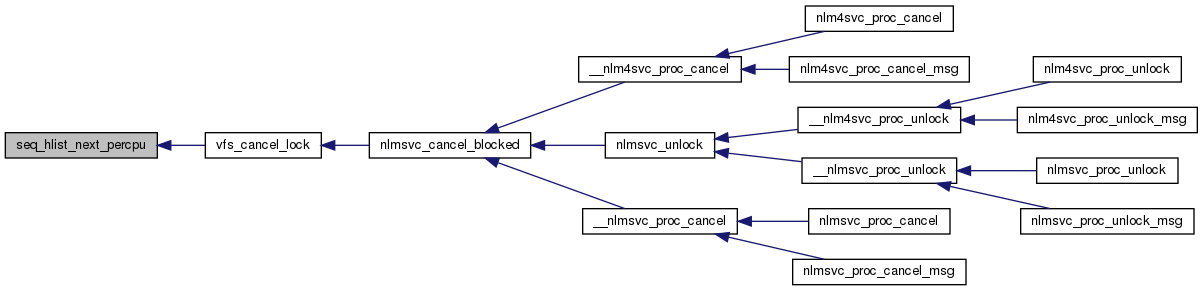 nlm4svc_proc_cancel
__nlm4svc_proc_cancel
nlm4svc_proc_cancel_msg
nlm4svc_proc_unlock
__nlm4svc_proc_unlock
nlm4svc_proc_unlock_msg
seq_hlist_next_percpu
vfs_cancel_lock
nlmsvc_cancel_blocked
nlmsvc_unlock
__nlmsvc_proc_unlock
nlmsvc_proc_unlock
nlmsvc_proc_unlock_msg
__nlmsvc_proc_cancel
nlmsvc_proc_cancel
nlmsvc_proc_cancel_msg